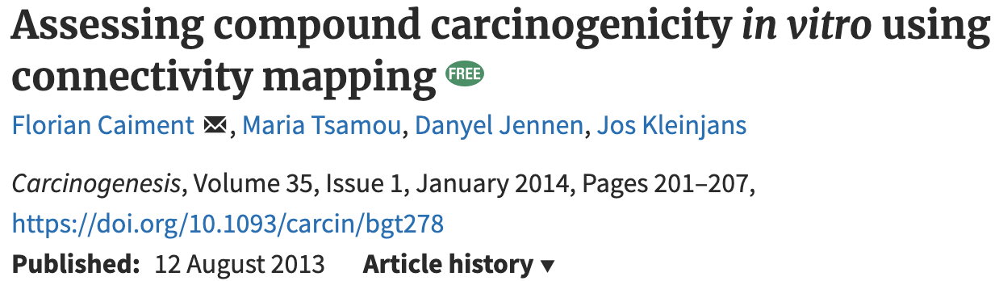 Assessing compound carcinogenicity in vitro using
connectivity mapping FREE
Florian Caiment , Maria Tsamou, Danyel Jennen, Jos Kleinjans
Carcinogenesis, Volume 35, Issue 1, January 2014, Pages 201–207,
https://doi.org/10.1093/carcin/bgt278
Published: 12 August 2013 Article history ▾